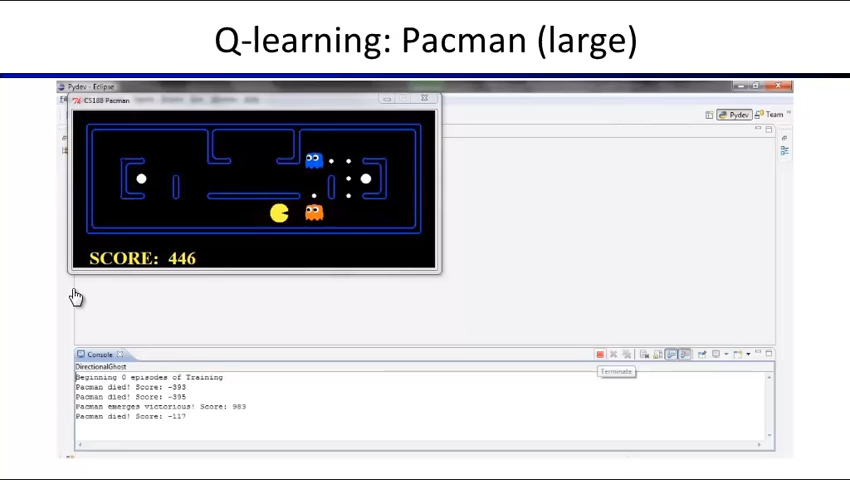 Q-learning: Pacman (large)
Pydev - Eclipse
CS188 Pacman
Pydev
Team
SCORE: 446
Console
Terminate
DirectionalGhost
Beginning 0 episodes of Training
Pacman died! Score: -393
Pacman died! Score: -395
Pacman emerges victorious! Score: 983
Pacman died! Score: -117